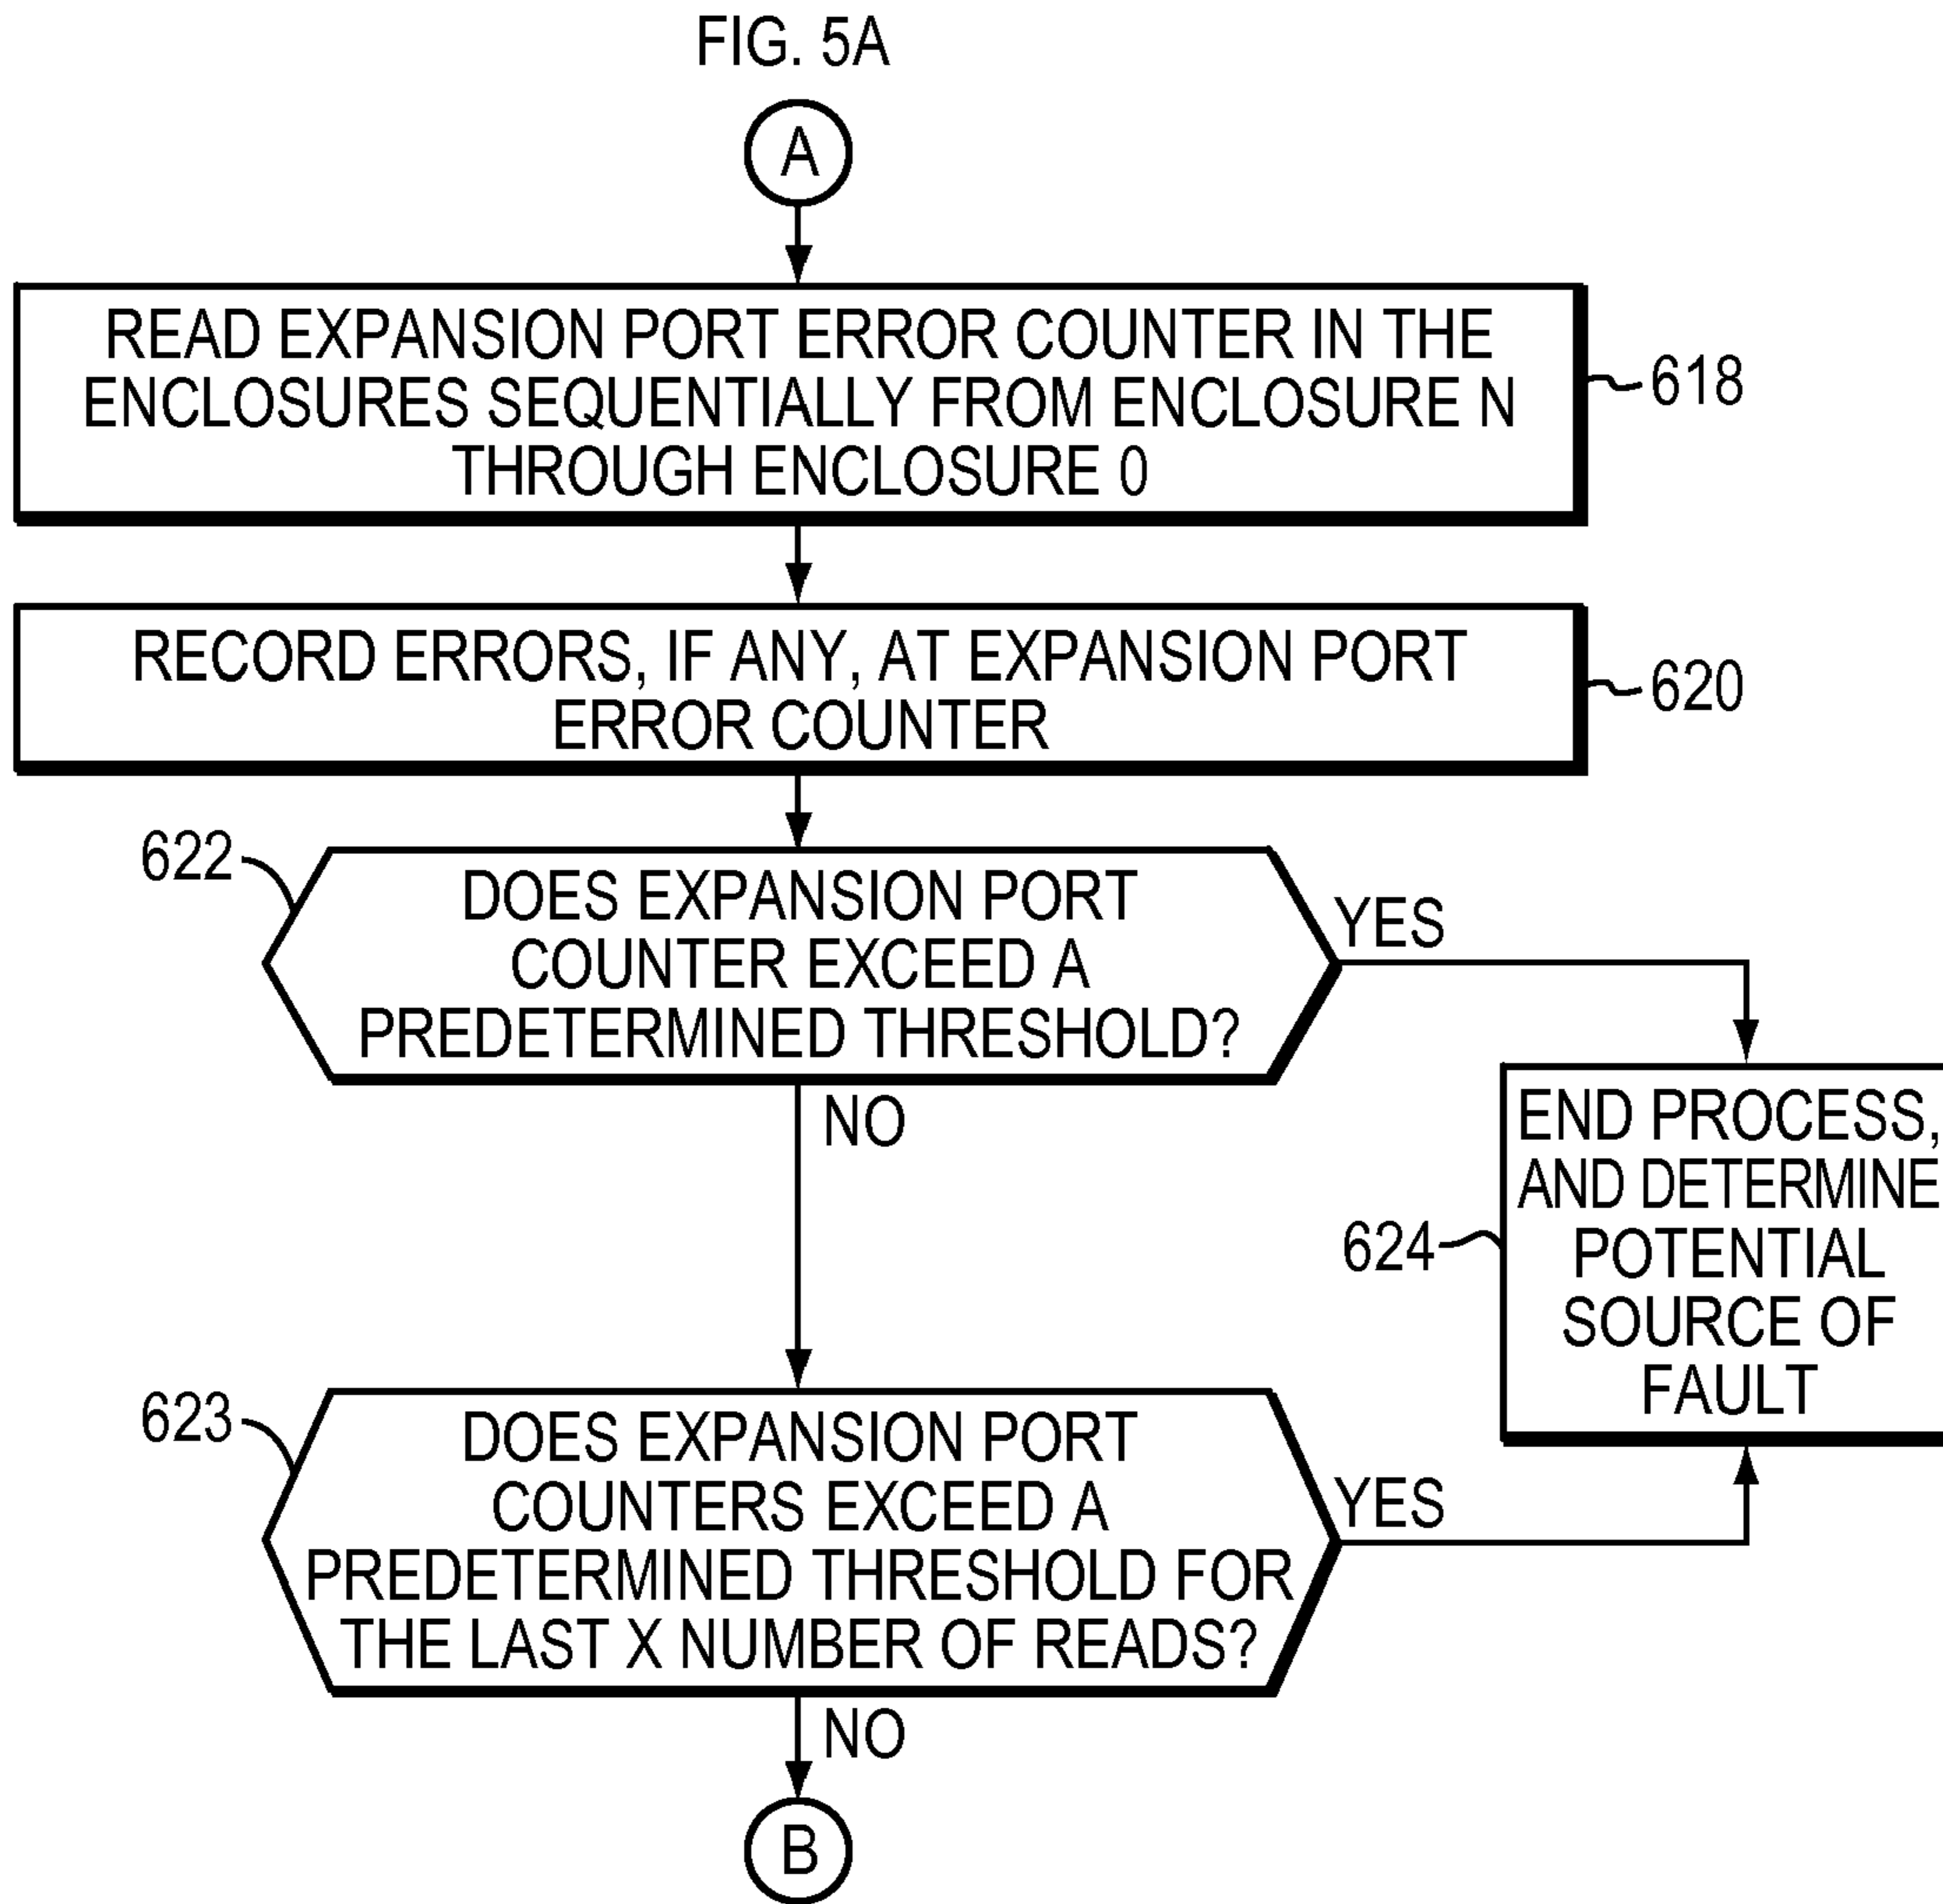 FIG. 5A
A
READ EXPANSION PORT ERROR COUNTER IN THE
ENCLOSURES SEQUENTIALLY FROM ENCLOSURE N
THROUGH ENCLOSURE 0
618
RECORD ERRORS, IF ANY, AT EXPANSION PORT
ERROR COUNTER
620
622
DOES EXPANSION PORT
COUNTER EXCEED A
PREDETERMINED THRESHOLD?
YES
NO
END PROCESS,
AND DETERMINE
POTENTIAL
SOURCE OF
FAULT
624
623
DOES EXPANSION PORT
COUNTERS EXCEED A
PREDETERMINED THRESHOLD FOR
THE LAST X NUMBER OF READS?
YES
NO
B